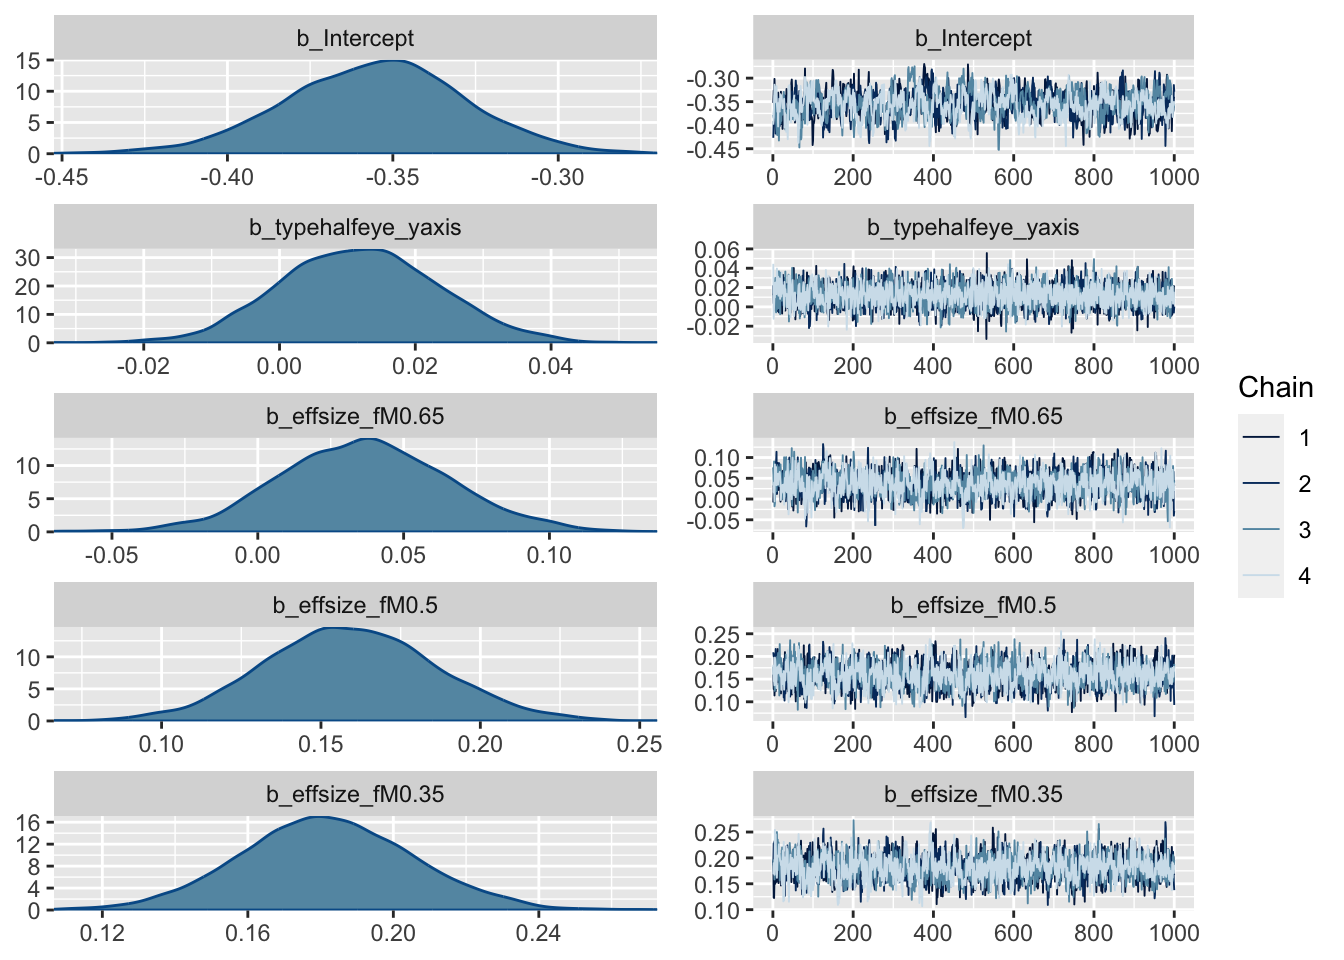 b_Intercept
15
10
5
0
-0.45 -0.40 -0.35 -0.30
b_Intercept
-0.30
-0.35
-0.40
-0.45
0 200 400 600 800 1000
b_typehalfeye_yaxis
30
20
10
0
-0.02 0.00 0.02 0.04
b_typehalfeye_yaxis
0.06
0.04
0.02
0.00
-0.02
0 200 400 600 800 1000
b_effsize_fM0.65
10
5
0
-0.05 0.00 0.05 0.10
b_effsize_fM0.65
0.10
0.05
0.00
-0.05
0 200 400 600 800 1000
b_effsize_fM0.5
10
5
0
0.10 0.15 0.20 0.25
b_effsize_fM0.5
0.25
0.20
0.15
0.10
0 200 400 600 800 1000
b_effsize_fM0.35
16
12
8
4
0
0.12 0.16 0.20 0.24
b_effsize_fM0.35
0.25
0.20
0.15
0.10
0 200 400 600 800 1000
Chain
1
2
3
4